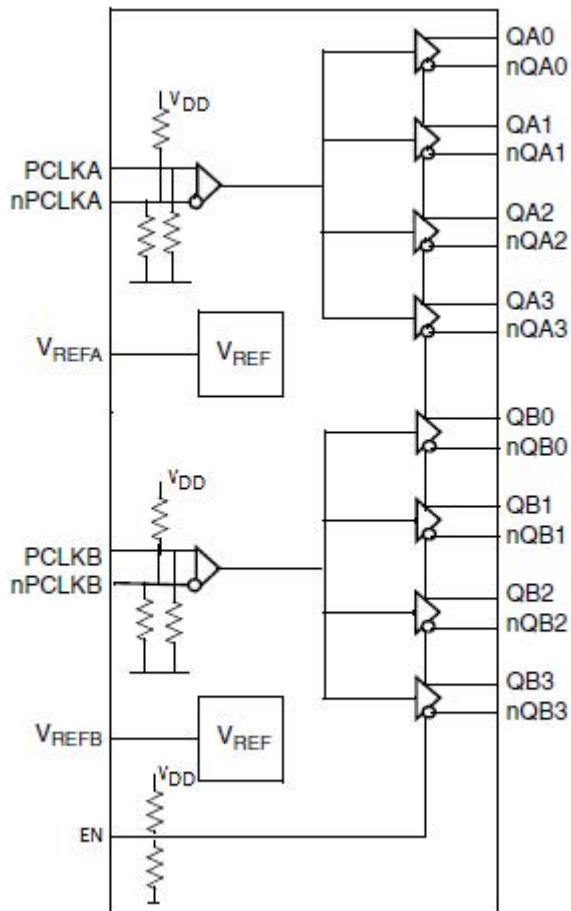 QA0
nQA0
VDD
QA1
PCLKA
nQA1
nPCLKA
QA2
nQA2
QA3
nQA3
VREFA
VREF
QB0
nQB0
VDD
QB1
PCLKB
nQB1
nPCLKB
QB2
nQB2
QB3
nQB3
VREFB
VREF
VDD
EN